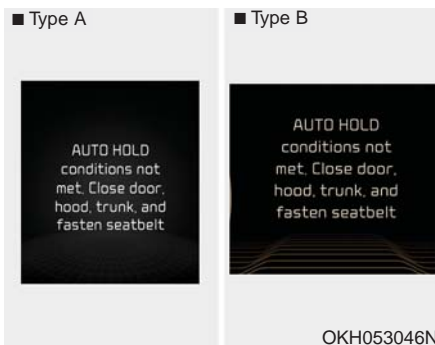 ■ Type A
AUTO HOLD
conditions not
met. Close door,
hood, trunk, and
fasten seatbelt
■ Type B
AUTO HOLD
conditions not
met. Close door,
hood, trunk, and
fasten seatbelt
OKH053046N